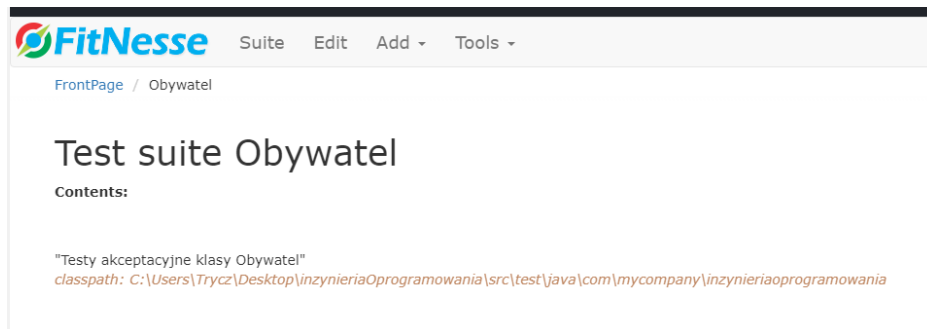 FitNesse Suite Edit Add Tools
FrontPage / Obywatel
Test suite Obywatel
Contents:
"Testy akceptacyjne klasy Obywatel"
classpath: C:\Users\Trycz\Desktop\inzynieriaOprogramowania\src\test\java\com\mycompany\inzynieriaoprogramowania